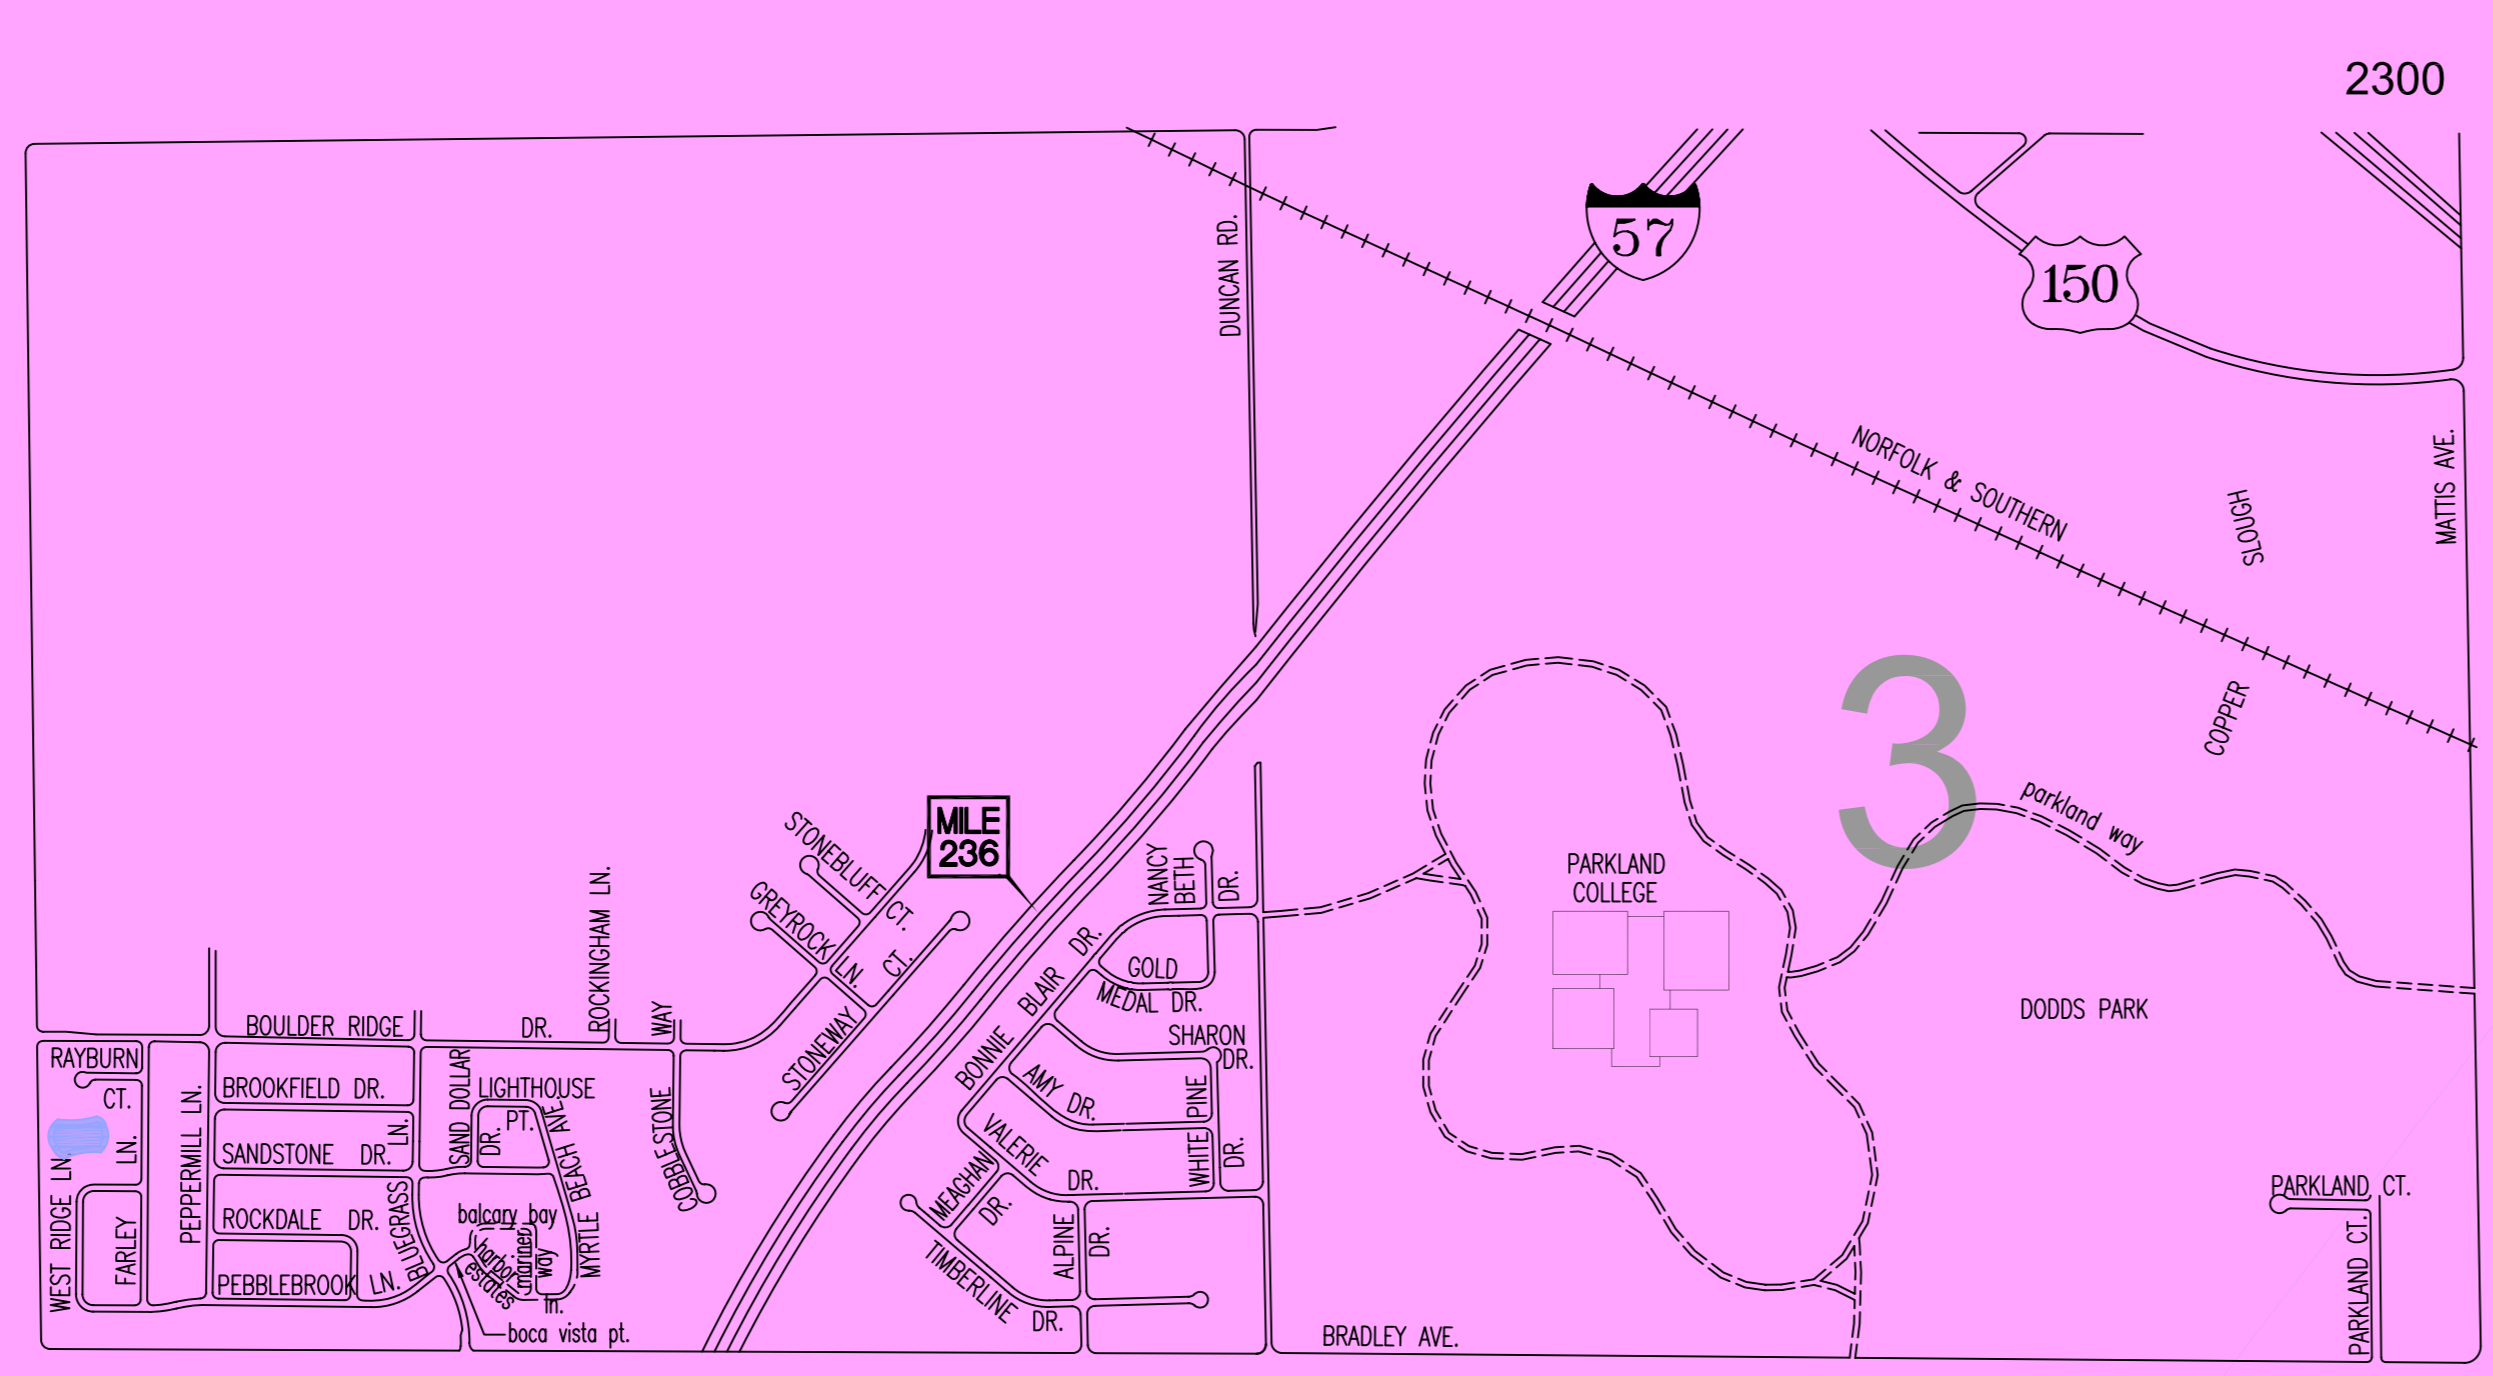 2300
57
150
DUNCAN RD.
NORFOLK & SOUTHERN
MATTIS AVE.
SLOUGH
COPPER
3
parkland way
MILE
236
PARKLAND
COLLEGE
DODDS PARK
STONEBLUFF CT.
GREYROCK LN.
STONEWAY CT.
ROCKINGHAM LN.
COBBLESTONE WAY
BOULDER RIDGE DR.
NANCY
BETH DR.
BONNIE BLAIR DR.
GOLD
MEDAL DR.
SHARON
DR.
AMY DR.
WHITE PINE
DR.
VALERIE DR.
MEAGHAN
DR.
ALPINE
DR.
TIMBERLINE DR.
RAYBURN
CT.
WEST RIDGE LN.
FARLEY LN.
PEPPERMILL LN.
BROOKFIELD DR.
SANDSTONE DR.
ROCKDALE DR.
PEBBLEBROOK LN.
BLUEGRASS LN.
SAND DOLLAR
DR.
LIGHTHOUSE
PT.
MYRTLE BEACH AVE.
balcary bay
harbor
estates
mariner
way
ln.
boca vista pt.
BRADLEY AVE.
PARKLAND CT.
PARKLAND CT.